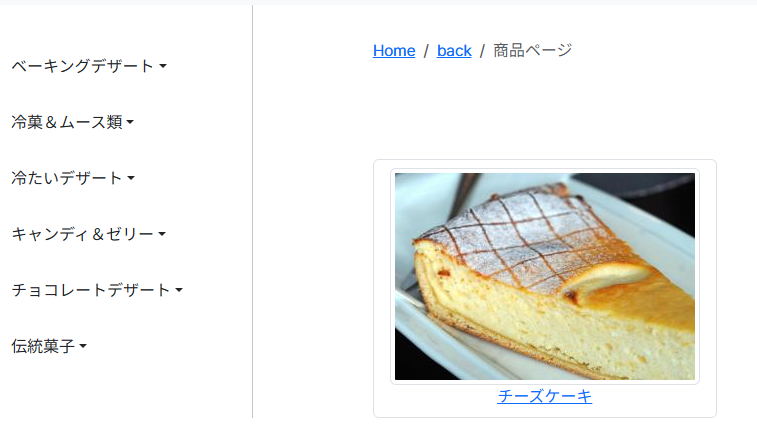 ベーキングデザート
冷菓＆ムース類
冷たいデザート
キャンディ＆ゼリー
チョコレートデザート
伝統菓子
Home / back / 商品ページ
チーズケーキ